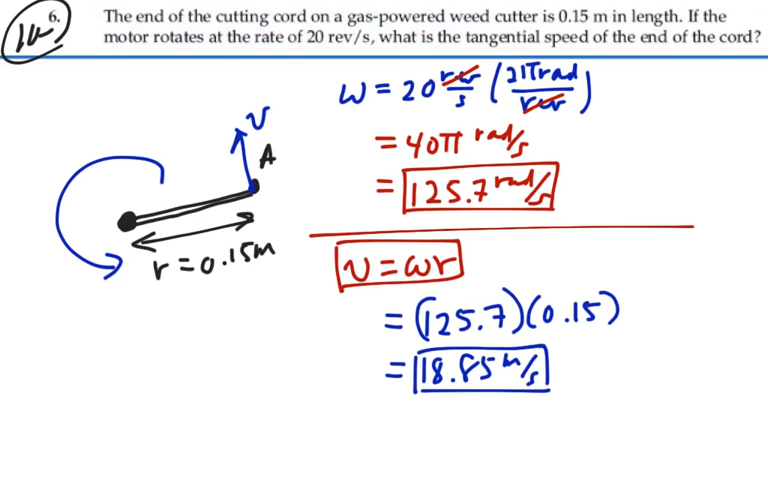 16.
6. The end of the cutting cord on a gas-powered weed cutter is 0.15 m in length. If the
motor rotates at the rate of 20 rev/s, what is the tangential speed of the end of the cord?
ω = 20 rev/s (2π rad/rev)
= 40π rad/s
= 125.7 rad/s
v
A
r = 0.15m
v = ωr
= (125.7)(0.15)
= 18.85 m/s